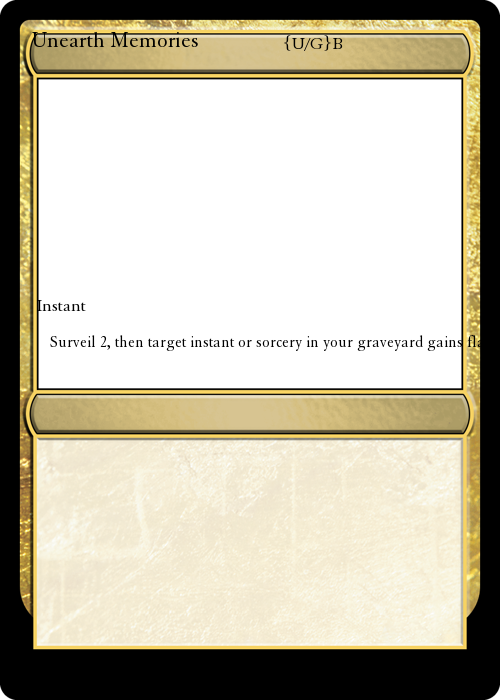 Unearth Memories {U/G}B
Instant
Surveil 2, then target instant or sorcery in your graveyard gains